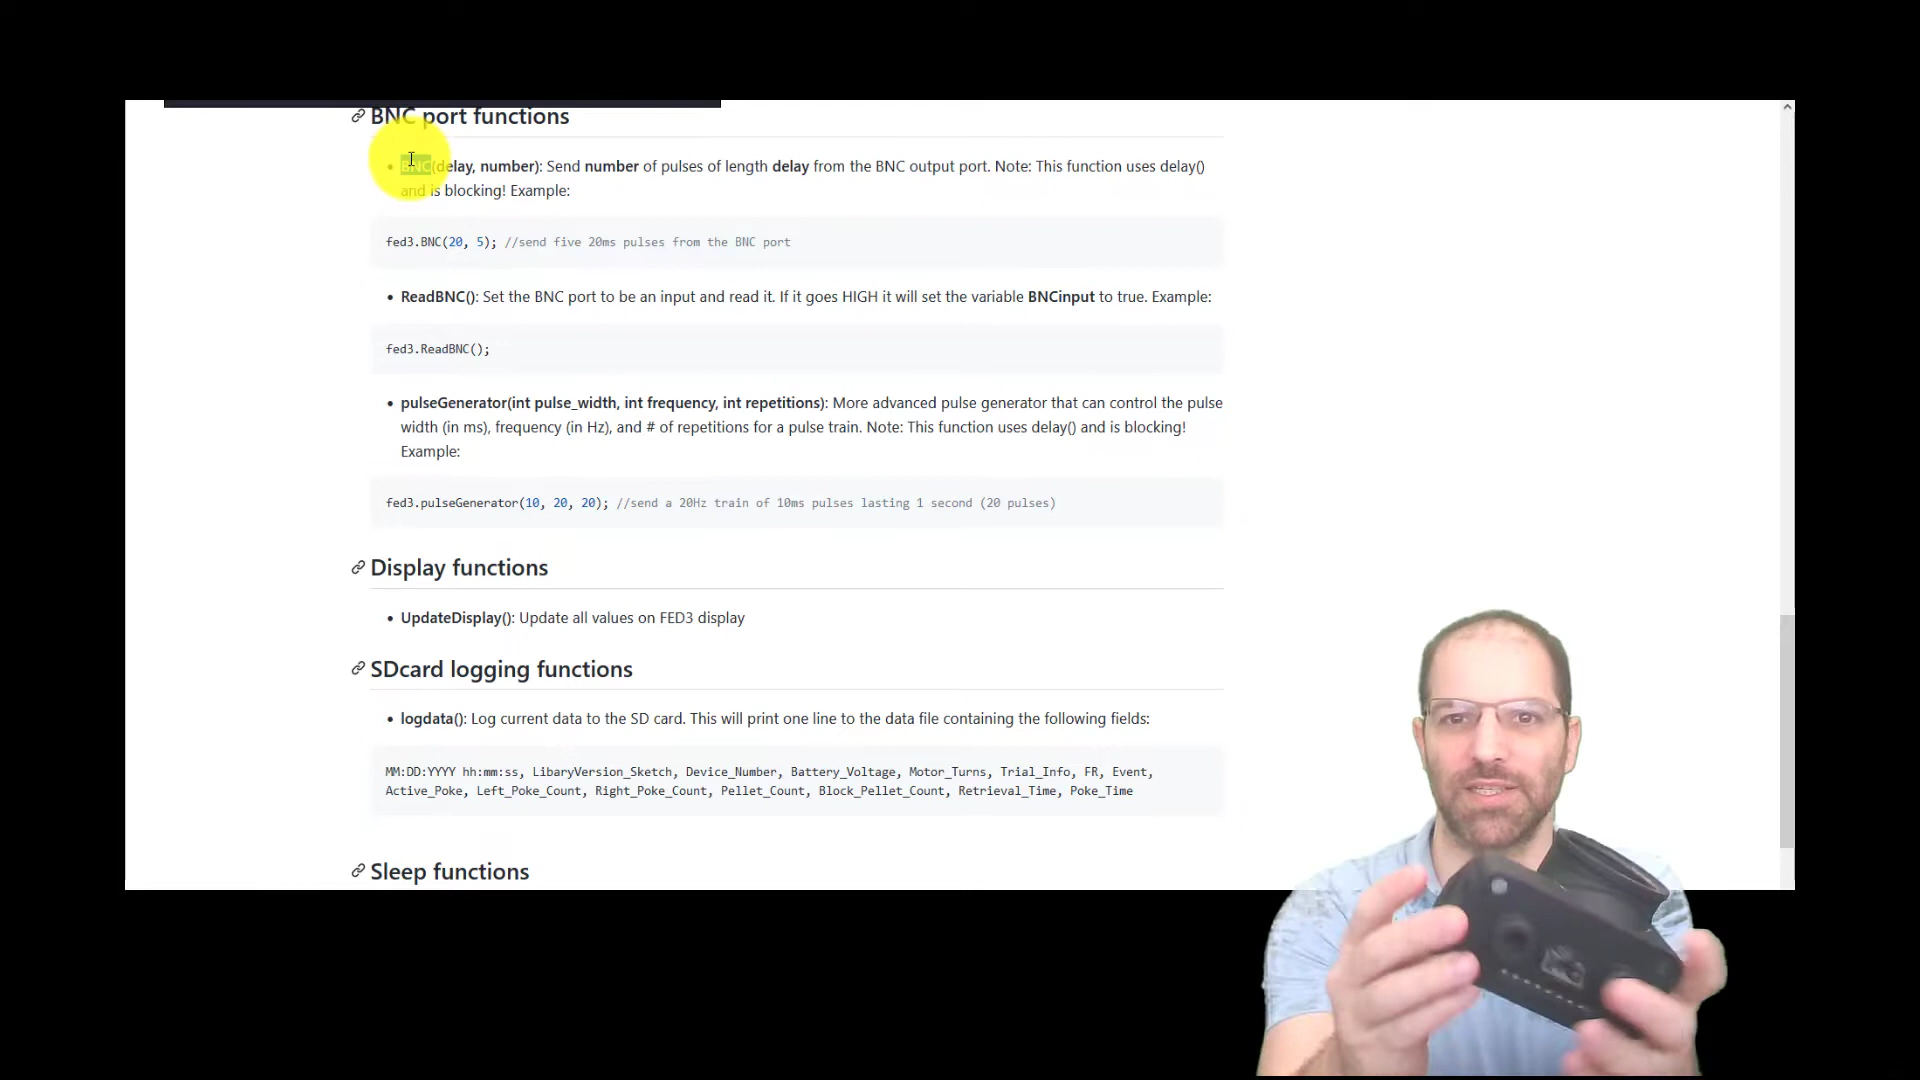 BNC port functions
BNC(delay, number): Send number of pulses of length delay from the BNC output port. Note: This function uses delay()
and is blocking! Example:
fed3.BNC(20, 5); //send five 20ms pulses from the BNC port
ReadBNC(): Set the BNC port to be an input and read it. If it goes HIGH it will set the variable BNCinput to true. Example:
fed3.ReadBNC();
pulseGenerator(int pulse_width, int frequency, int repetitions): More advanced pulse generator that can control the pulse
width (in ms), frequency (in Hz), and # of repetitions for a pulse train. Note: This function uses delay() and is blocking!
Example:
fed3.pulseGenerator(10, 20, 20); //send a 20Hz train of 10ms pulses lasting 1 second (20 pulses)
Display functions
UpdateDisplay(): Update all values on FED3 display
SDcard logging functions
logdata(): Log current data to the SD card. This will print one line to the data file containing the following fields:
MM:DD:YYYY hh:mm:ss, LibaryVersion_Sketch, Device_Number, Battery_Voltage, Motor_Turns, Trial_Info, FR, Event,
Active_Poke, Left_Poke_Count, Right_Poke_Count, Pellet_Count, Block_Pellet_Count, Retrieval_Time, Poke_Time
Sleep functions